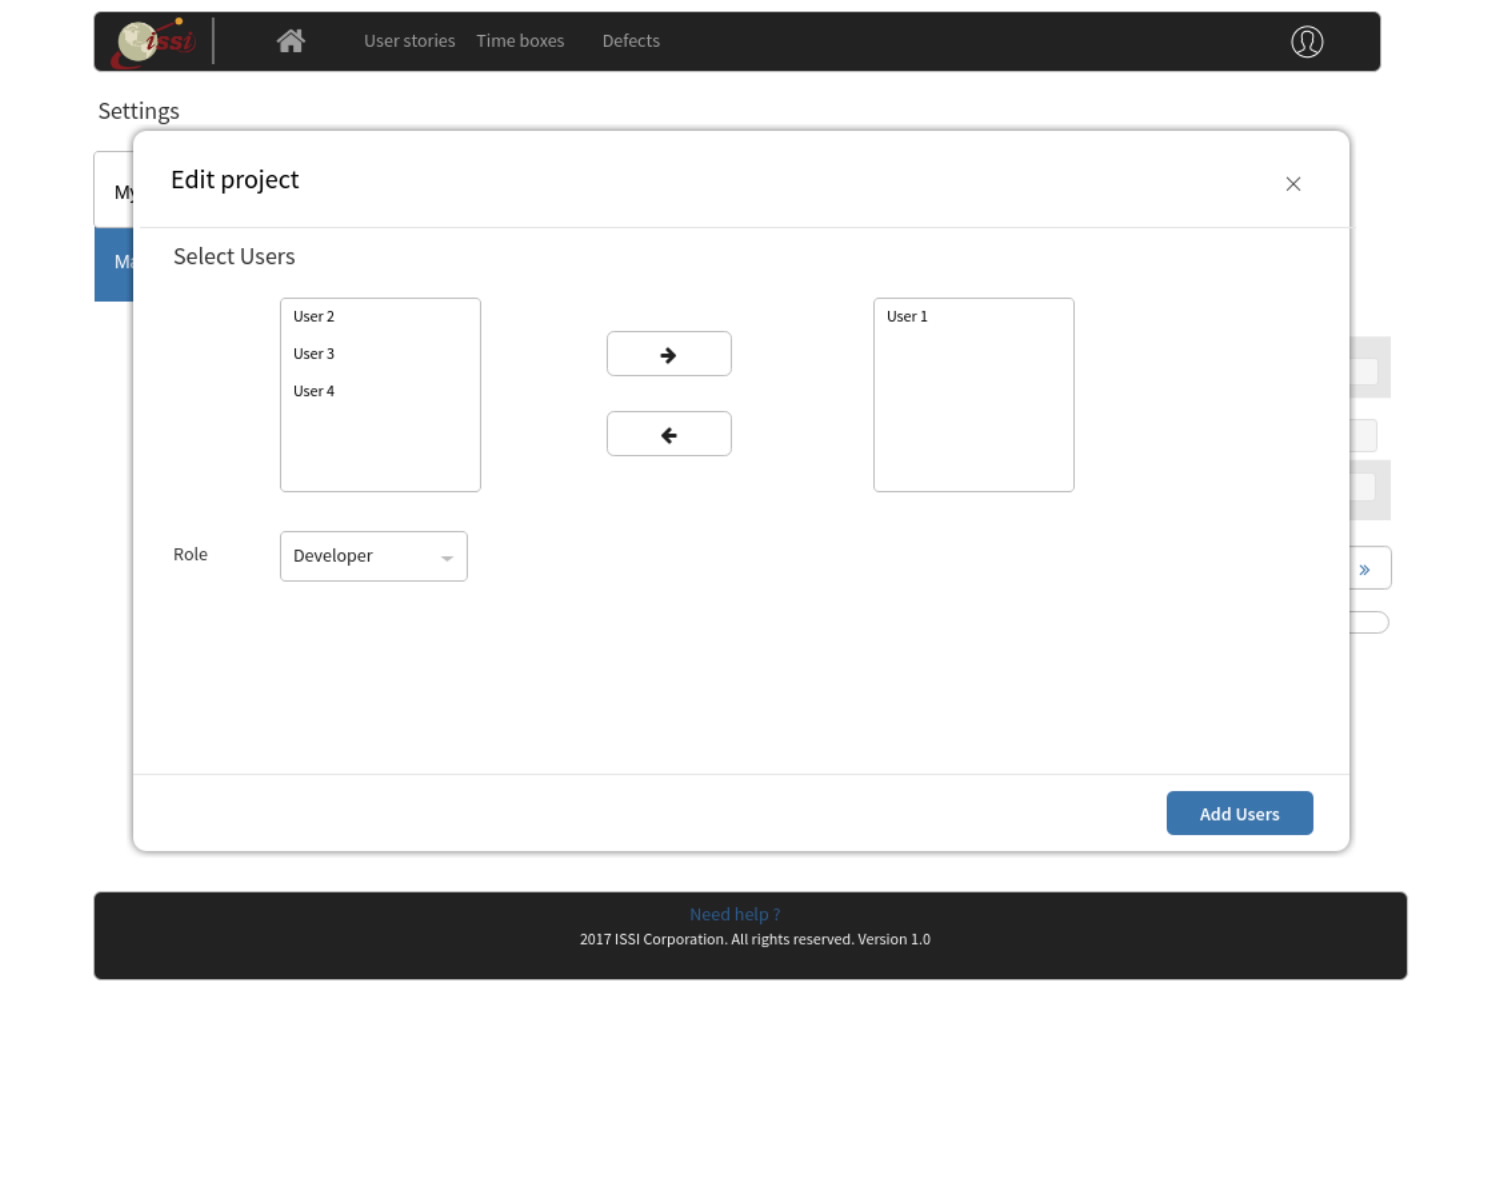 issi
User stories Time boxes Defects
Settings
My
Edit project
Ma
Select Users
User 2
User 3
User 4
User 1
Role
Developer
»
Add Users
Need help ?
2017 ISSI Corporation. All rights reserved. Version 1.0